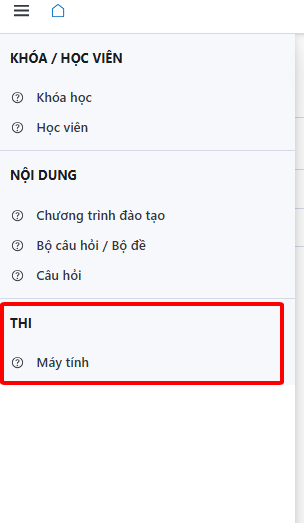 KHÓA / HỌC VIÊN
Khóa học
Học viên
NỘI DUNG
Chương trình đào tạo
Bộ câu hỏi / Bộ đề
Câu hỏi
THI
Máy tính